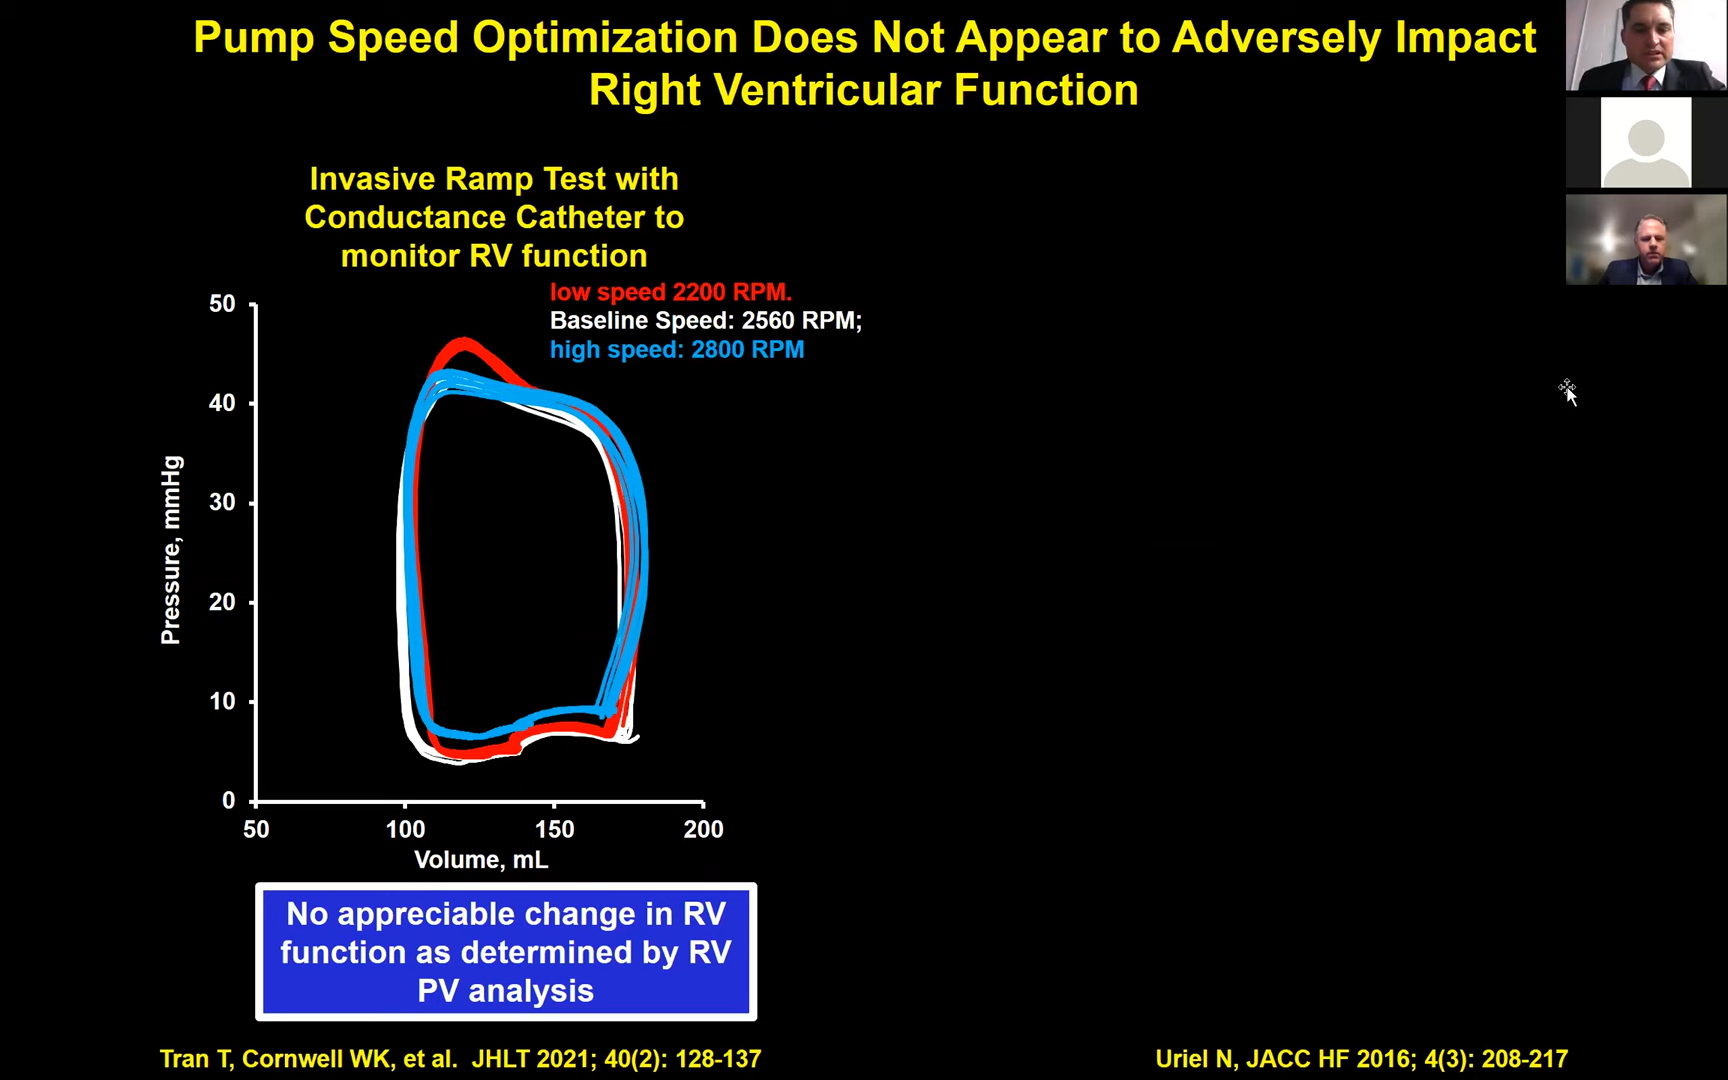 Pump Speed Optimization Does Not Appear to Adversely Impact
Right Ventricular Function
Invasive Ramp Test with
Conductance Catheter to
monitor RV function
low speed 2200 RPM.
Baseline Speed: 2560 RPM;
high speed: 2800 RPM
50
40
30
20
10
0
Pressure, mmHg
50 100 150 200
Volume, mL
No appreciable change in RV
function as determined by RV
PV analysis
Tran T, Cornwell WK, et al. JHLT 2021; 40(2): 128-137
Uriel N, JACC HF 2016; 4(3): 208-217